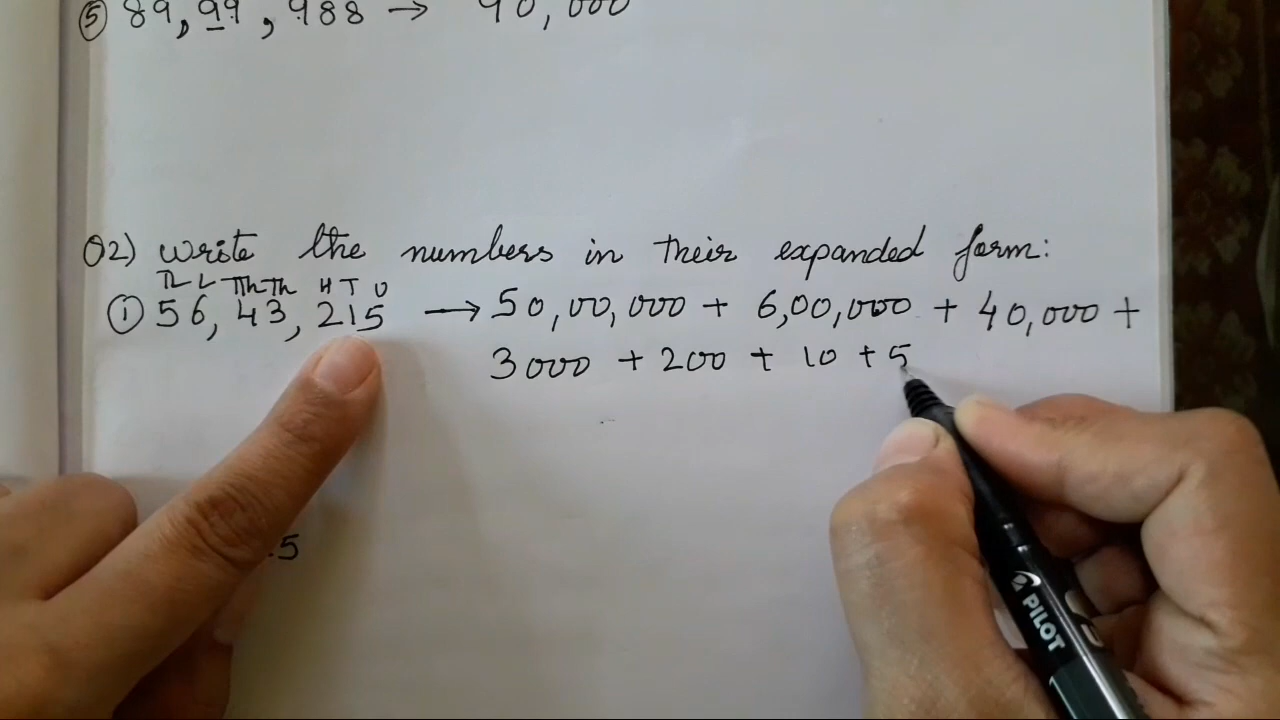 ⑤ 89,99,988 → 90,000
Q2) Write the numbers in their expanded form:
TL L TTh Th H T U
① 56,43,215 → 50,00,000 + 6,00,000 + 40,000 +
3000 + 200 + 10 + 5
5
PILOT